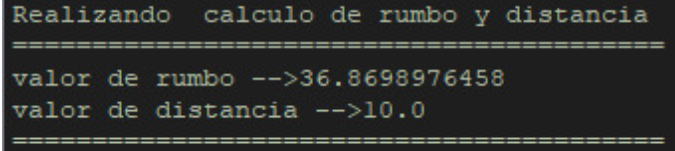 Realizando  calculo de rumbo y distancia
==========================================
valor de rumbo -->36.8698976458
valor de distancia -->10.0
==========================================